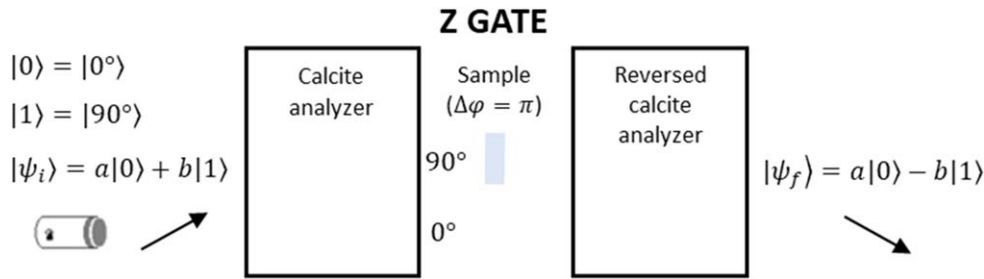 Z GATE
|0⟩ = |0°⟩
|1⟩ = |90°⟩
|ψᵢ⟩ = a|0⟩ + b|1⟩
Calcite
analyzer
Sample
(Δφ = π)
90°
0°
Reversed
calcite
analyzer
|ψ_f⟩ = a|0⟩ − b|1⟩